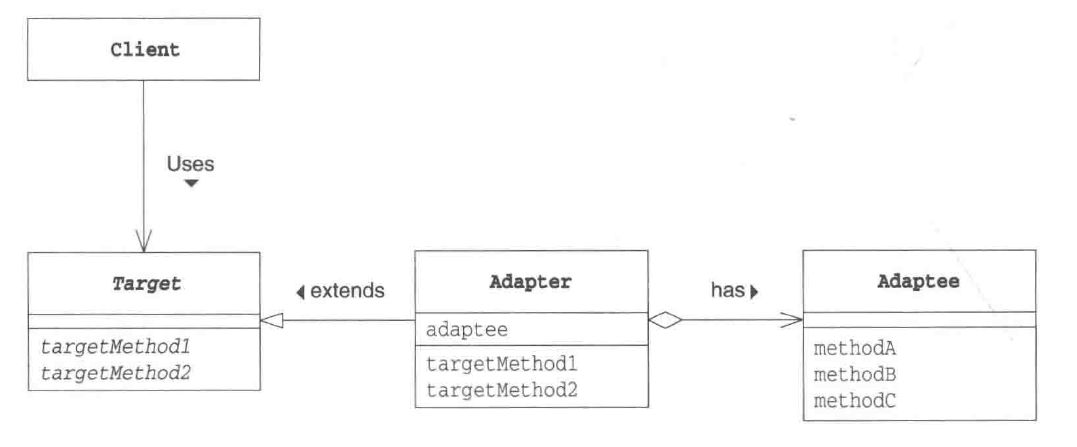 Client
Uses
Target
targetMethod1
targetMethod2
extends
Adapter
adaptee
targetMethod1
targetMethod2
has
Adaptee
methodA
methodB
methodC